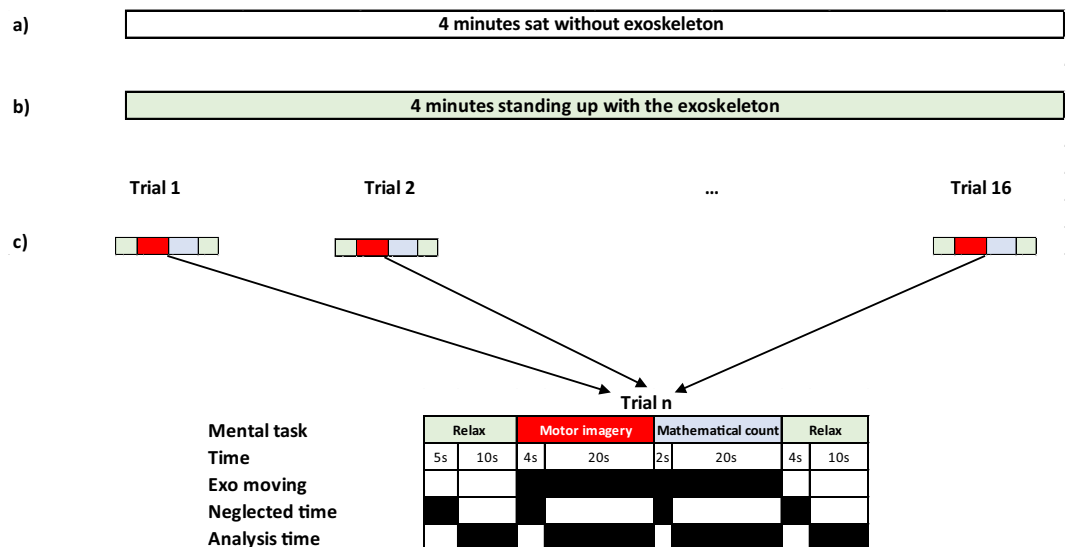 a) 4 minutes sat without exoskeleton
b) 4 minutes standing up with the exoskeleton
Trial 1 Trial 2 ... Trial 16
c)
Trial n
Mental task Relax Motor imagery Mathematical count Relax
Time 5s 10s 4s 20s 2s 20s 4s 10s
Exo moving
Neglected time
Analysis time